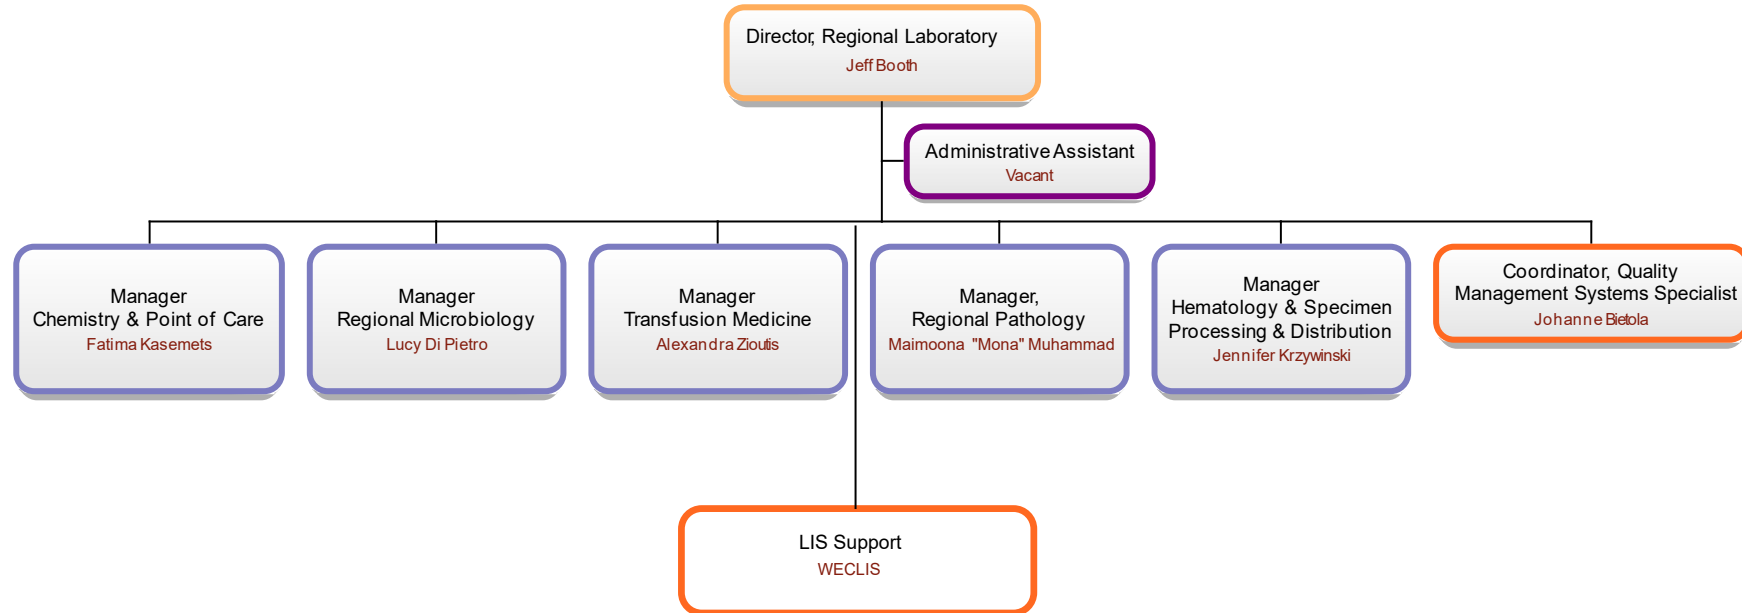 Director, Regional Laboratory
Jeff Booth
Administrative Assistant
Vacant
Manager
Chemistry & Point of Care
Fatima Kasemets
Manager
Regional Microbiology
Lucy Di Pietro
Manager
Transfusion Medicine
Alexandra Zioutis
Manager,
Regional Pathology
Maimoona "Mona" Muhammad
Manager
Hematology & Specimen
Processing & Distribution
Jennifer Krzywinski
Coordinator, Quality
Management Systems Specialist
Johanne Bietola
LIS Support
WECLIS